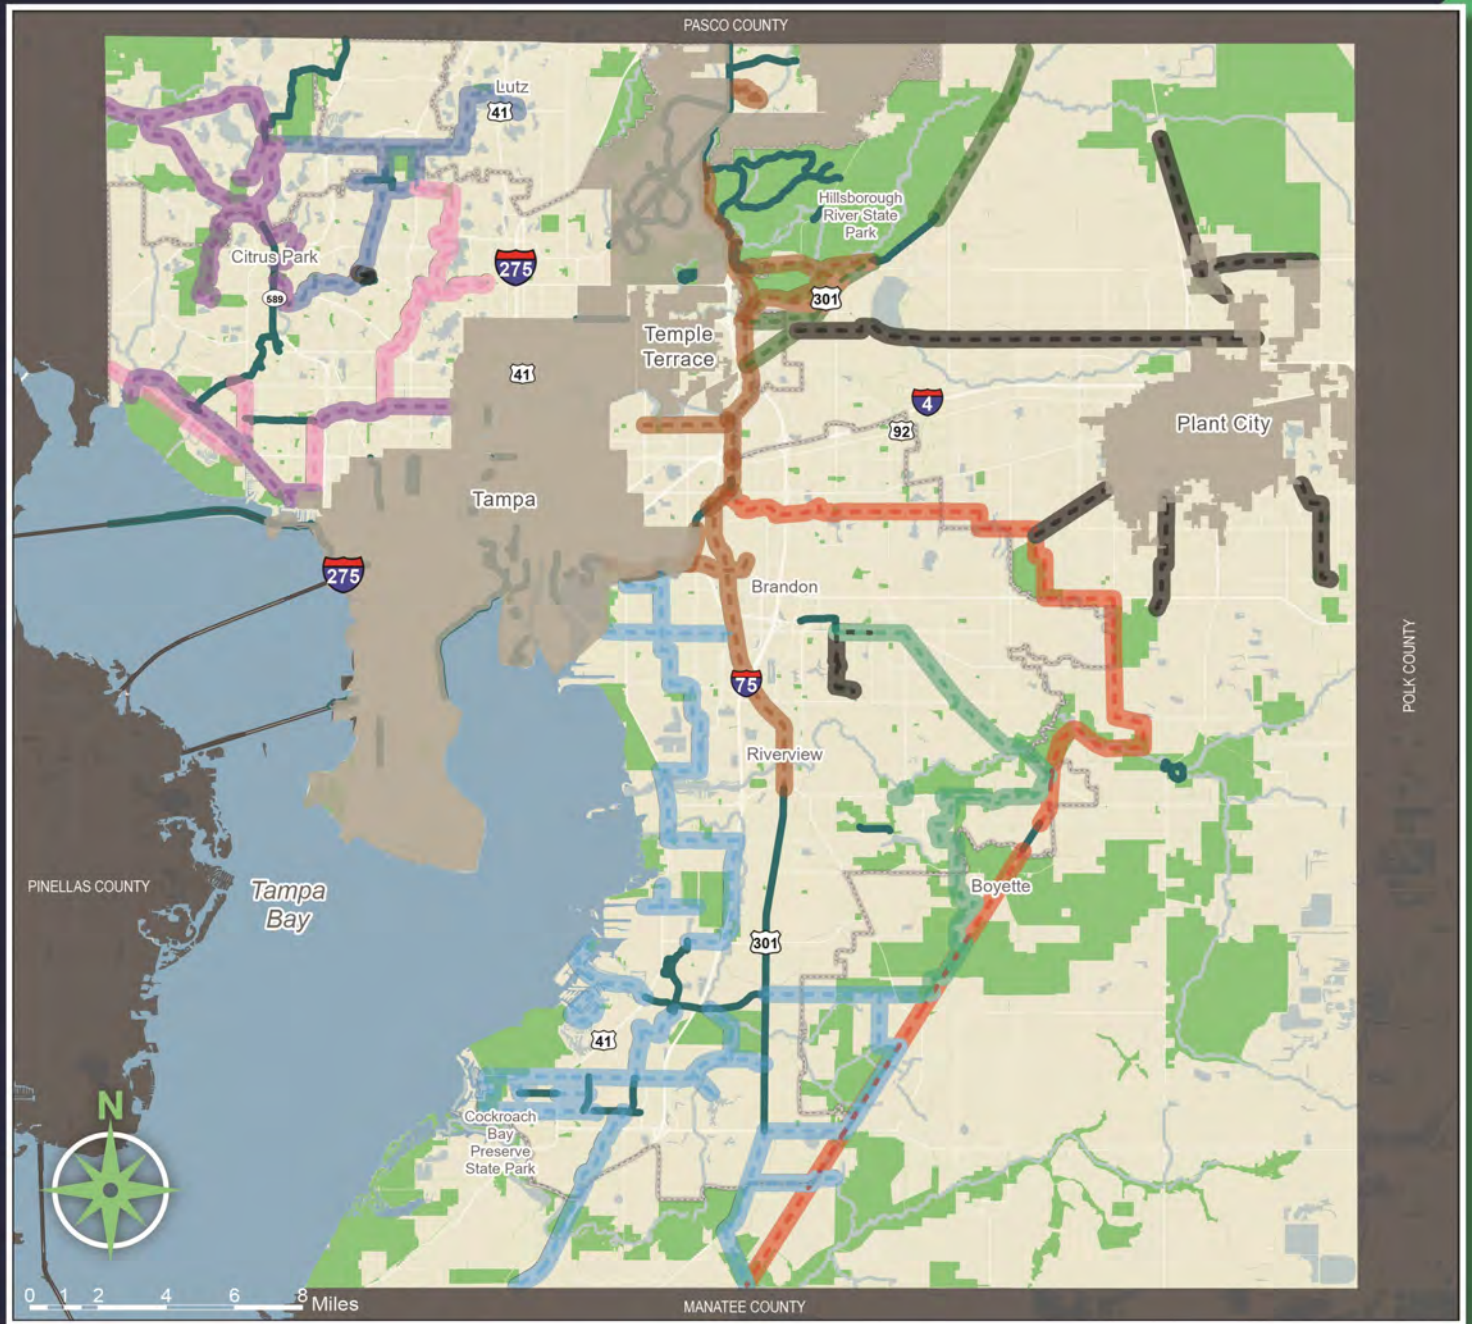 PASCO COUNTY
Lutz
41
Hillsborough
River State
Park
Citrus Park
275
589
301
Temple
Terrace
41
4
92
Plant City
Tampa
275
Brandon
75
POLK COUNTY
Riverview
PINELLAS COUNTY
Tampa
Bay
Boyette
301
41
N
Cockroach
Bay
Preserve
State Park
0 1 2 4 6 8 Miles
MANATEE COUNTY